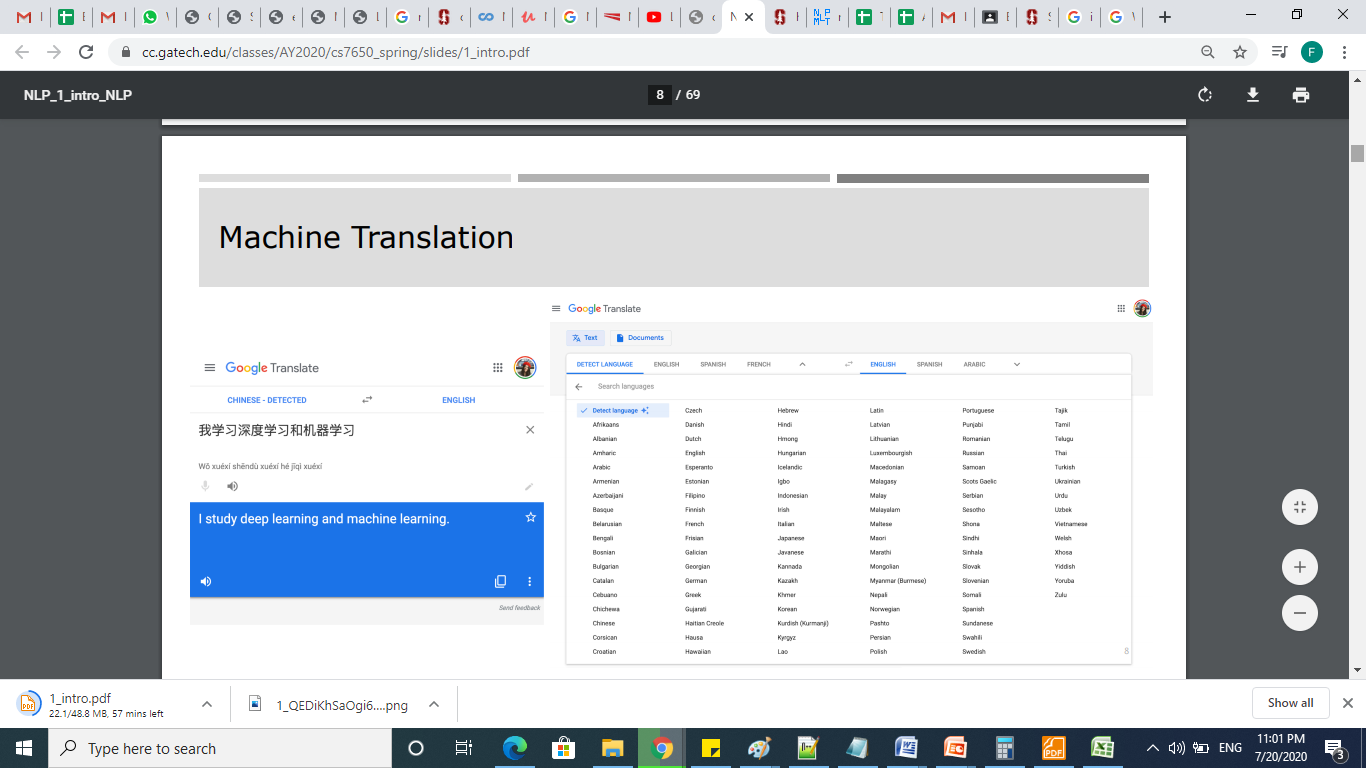 cc.gatech.edu/classes/AY2020/cs7650_spring/slides/1_intro.pdf
F
NLP_1_intro_NLP
8 / 69
Machine Translation
Google Translate
CHINESE - DETECTED
ENGLISH
我学习深度学习和机器学习
Wǒ xuéxí shēndù xuéxí hé jīqì xuéxí
I study deep learning and machine learning.
Send feedback
Google Translate
Text Documents
DETECT LANGUAGE ENGLISH SPANISH FRENCH ENGLISH SPANISH ARABIC
Search languages
Detect language Czech Hebrew Latin Portuguese Tajik
Afrikaans Danish Hindi Latvian Punjabi Tamil
Albanian Dutch Hmong Lithuanian Romanian Telugu
Amharic English Hungarian Luxembourgish Russian Thai
Arabic Esperanto Icelandic Macedonian Samoan Turkish
Armenian Estonian Igbo Malagasy Scots Gaelic Ukrainian
Azerbaijani Filipino Indonesian Malay Serbian Urdu
Basque Finnish Irish Malayalam Sesotho Uzbek
Belarusian French Italian Maltese Shona Vietnamese
Bengali Frisian Japanese Maori Sindhi Welsh
Bosnian Galician Javanese Marathi Sinhala Xhosa
Bulgarian Georgian Kannada Mongolian Slovak Yiddish
Catalan German Kazakh Myanmar (Burmese) Slovenian Yoruba
Cebuano Greek Khmer Nepali Somali Zulu
Chichewa Gujarati Korean Norwegian Spanish
Chinese Haitian Creole Kurdish (Kurmanji) Pashto Sundanese
Corsican Hausa Kyrgyz Persian Swahili
Croatian Hawaiian Lao Polish Swedish
8
1_intro.pdf
22.1/48.8 MB, 57 mins left
1_QEDiKhSaOgi6....png
Show all
Type here to search
ENG
11:01 PM
7/20/2020
3